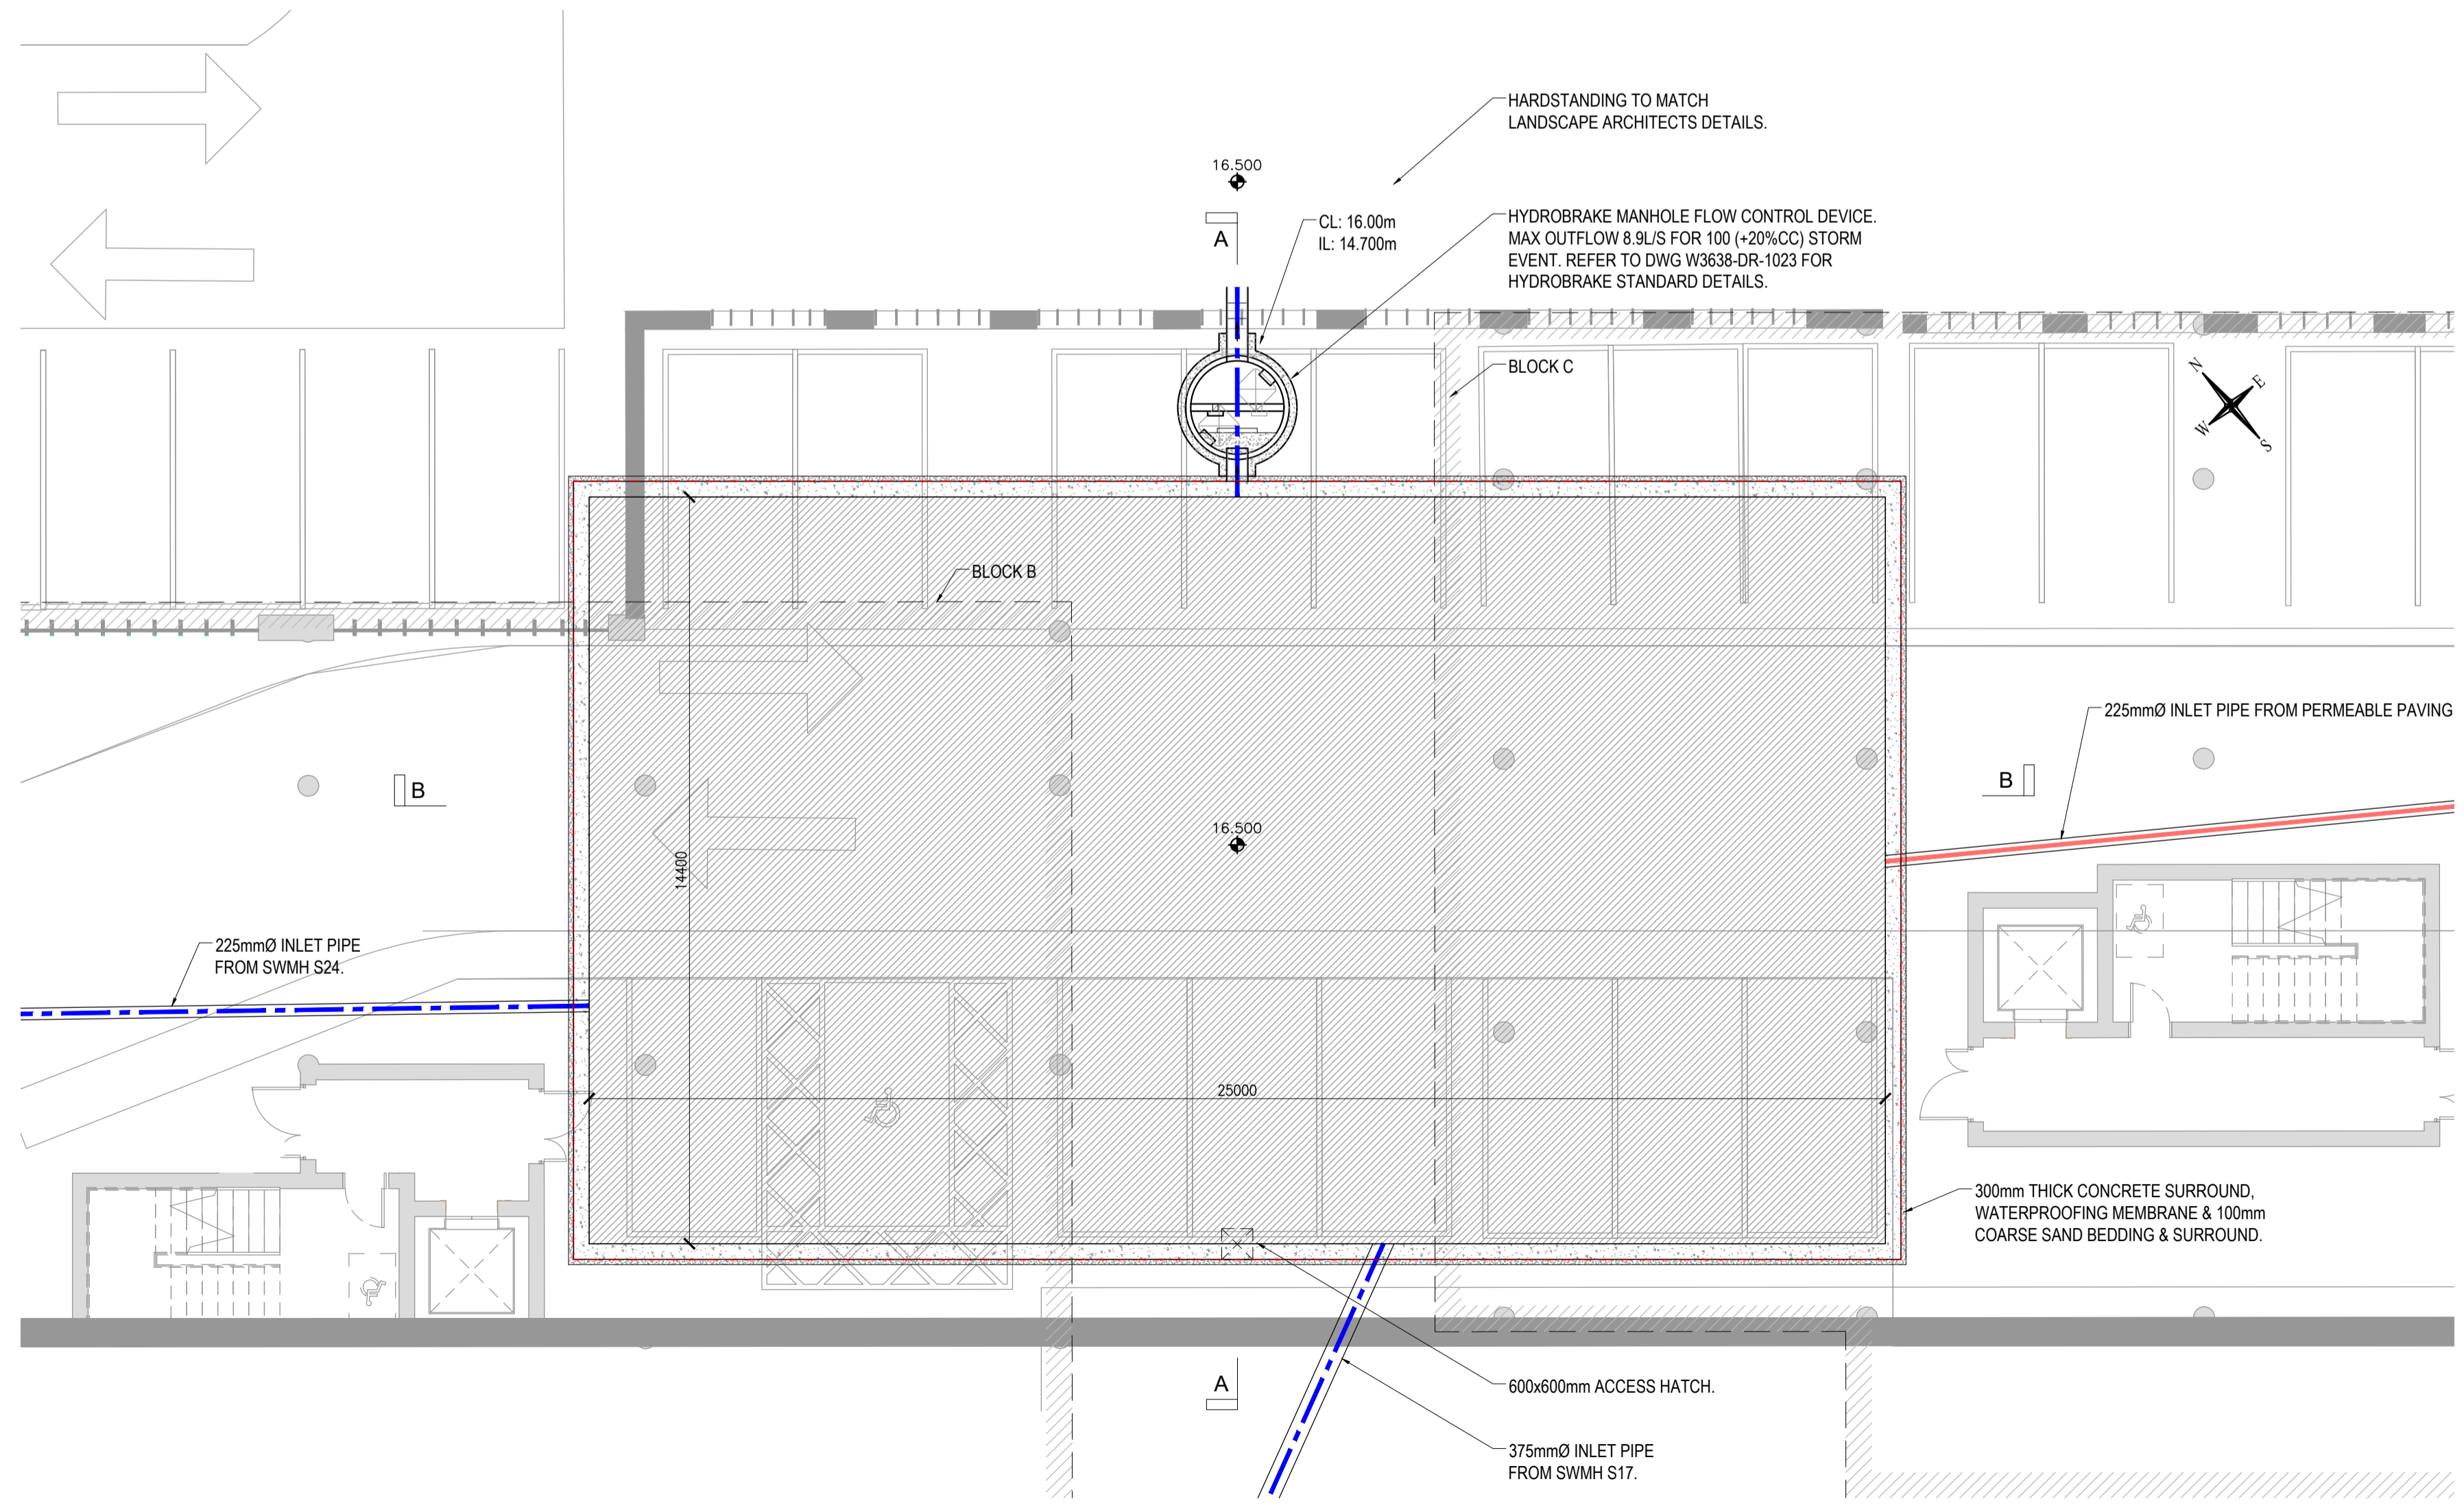 HARDSTANDING TO MATCH
LANDSCAPE ARCHITECTS DETAILS.
16.500
A
CL: 16.00m
IL: 14.700m
HYDROBRAKE MANHOLE FLOW CONTROL DEVICE.
MAX OUTFLOW 8.9L/S FOR 100 (+20%CC) STORM
EVENT. REFER TO DWG W3638-DR-1023 FOR
HYDROBRAKE STANDARD DETAILS.
BLOCK C
N
E
W
S
BLOCK B
225mmØ INLET PIPE FROM PERMEABLE PAVING
B
B
16.500
14400
225mmØ INLET PIPE
FROM SWMH S24.
25000
300mm THICK CONCRETE SURROUND,
WATERPROOFING MEMBRANE & 100mm
COARSE SAND BEDDING & SURROUND.
A
600x600mm ACCESS HATCH.
375mmØ INLET PIPE
FROM SWMH S17.